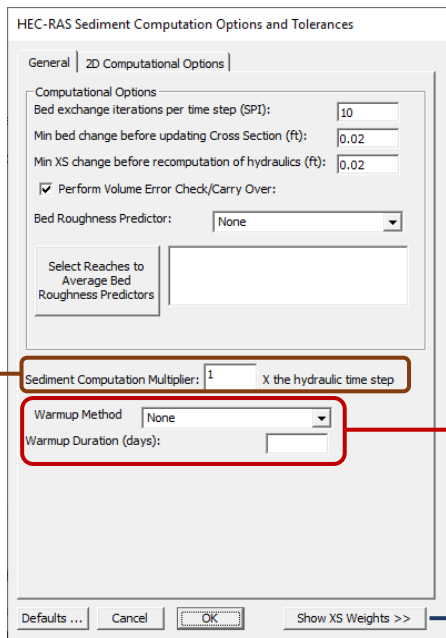 HEC-RAS Sediment Computation Options and Tolerances
General 2D Computational Options
Computational Options
Bed exchange iterations per time step (SPI): 10
Min bed change before updating Cross Section (ft): 0.02
Min XS change before recomputation of hydraulics (ft): 0.02
Perform Volume Error Check/Carry Over:
Bed Roughness Predictor: None
Select Reaches to
Average Bed
Roughness Predictors
Sediment Computation Multiplier: 1 X the hydraulic time step
Warmup Method None
Warmup Duration (days):
Defaults ... Cancel OK Show XS Weights >>